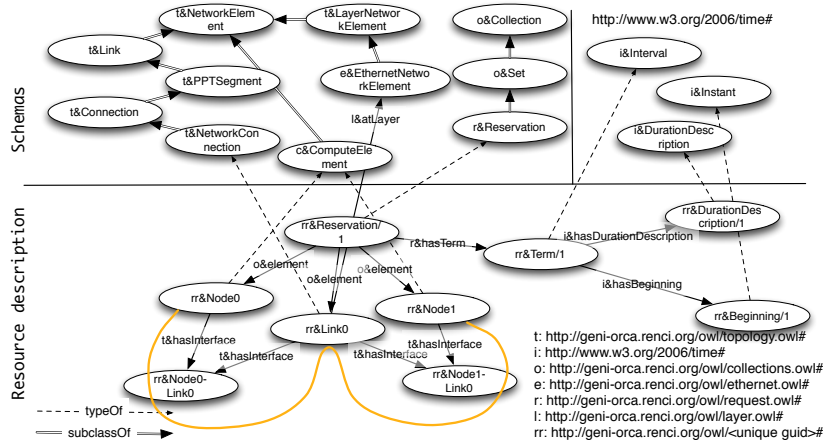 t&NetworkElem
ent
t&LayerNetwor
kElement
o&Collection
http://www.w3.org/2006/time#
t&Link
i&Interval
t&PPTSegment
e&EthernetNetwo
rkElement
o&Set
i&Instant
t&Connection
l&atLayer
t&NetworkCon
nection
r&Reservation
i&DurationDesc
ription
c&ComputeEle
ment
Schemas
Resource description
rr&Reservation/
1
rr&DurationDes
cription/1
r&hasTerm
i&hasDurationDescription
rr&Term/1
o&element
o&element
o&element
i&hasBeginning
rr&Node0
rr&Node1
rr&Link0
rr&Beginning/1
t&hasInterface
t&hasInterface
t&hasInterface
t&hasInterface
rr&Node0-
Link0
rr&Node1-
Link0
t: http://geni-orca.renci.org/owl/topology.owl#
i: http://www.w3.org/2006/time#
o: http://geni-orca.renci.org/owl/collections.owl#
e: http://geni-orca.renci.org/owl/ethernet.owl#
r: http://geni-orca.renci.org/owl/request.owl#
l: http://geni-orca.renci.org/owl/layer.owl#
rr: http://geni-orca.renci.org/owl/<unique guid>#
typeOf
subclassOf